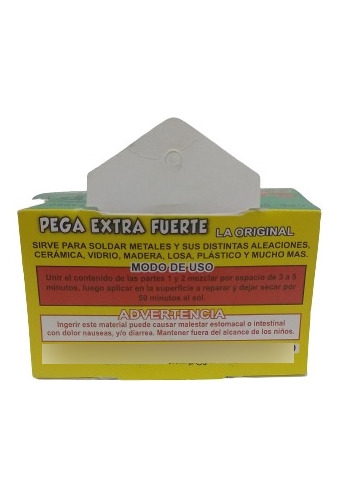 PEGA EXTRA FUERTE LA ORIGINAL
SIRVE PARA SOLDAR METALES Y SUS DISTINTAS ALEACIONES,
CERÁMICA, VIDRIO, MADERA, LOSA, PLÁSTICO Y MUCHO MAS.
MODO DE USO
Unir el contenido de las partes 1 y 2 mezclar por espacio de 3 a 5
minutos, luego aplicar en la superficie a reparar y dejar secar por
50 minutos al sol.
ADVERTENCIA
Ingerir este material puede causar malestar estomacal o intestinal
con dolor nauseas, y/o diarrea. Mantener fuera del alcance de los niños.